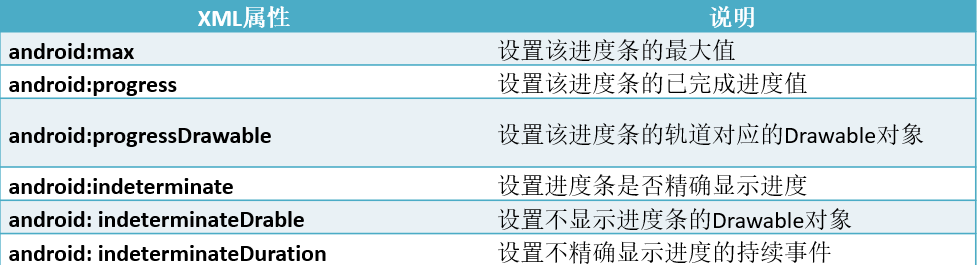 XML属性 说明
android:max 设置该进度条的最大值
android:progress 设置该进度条的已完成进度值
android:progressDrawable 设置该进度条的轨道对应的Drawable对象
android:indeterminate 设置进度条是否精确显示进度
android: indeterminateDrable 设置不显示进度条的Drawable对象
android: indeterminateDuration 设置不精确显示进度的持续事件